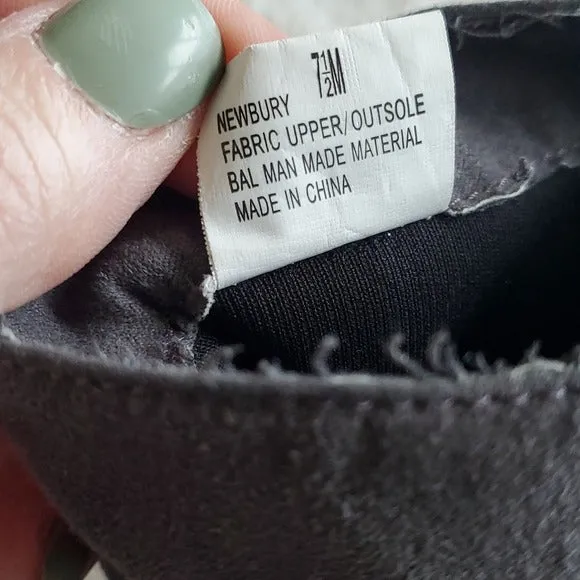 7½M
NEWBURY
FABRIC UPPER/OUTSOLE
BAL MAN MADE MATERIAL
MADE IN CHINA